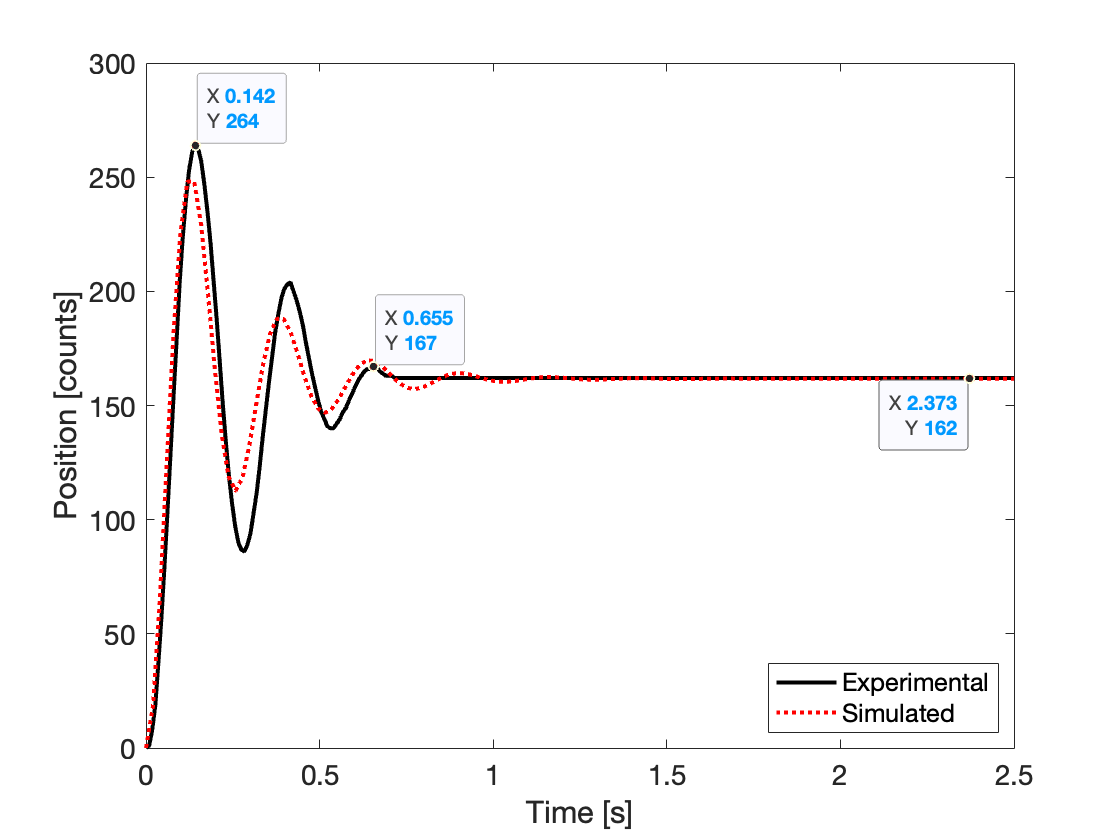 300
X 0.142
Y 264
250
200
X 0.655
Y 167
150
X 2.373
Y 162
100
50
0
Position [counts]
Experimental
Simulated
0
0.5
1
1.5
2
2.5
Time [s]